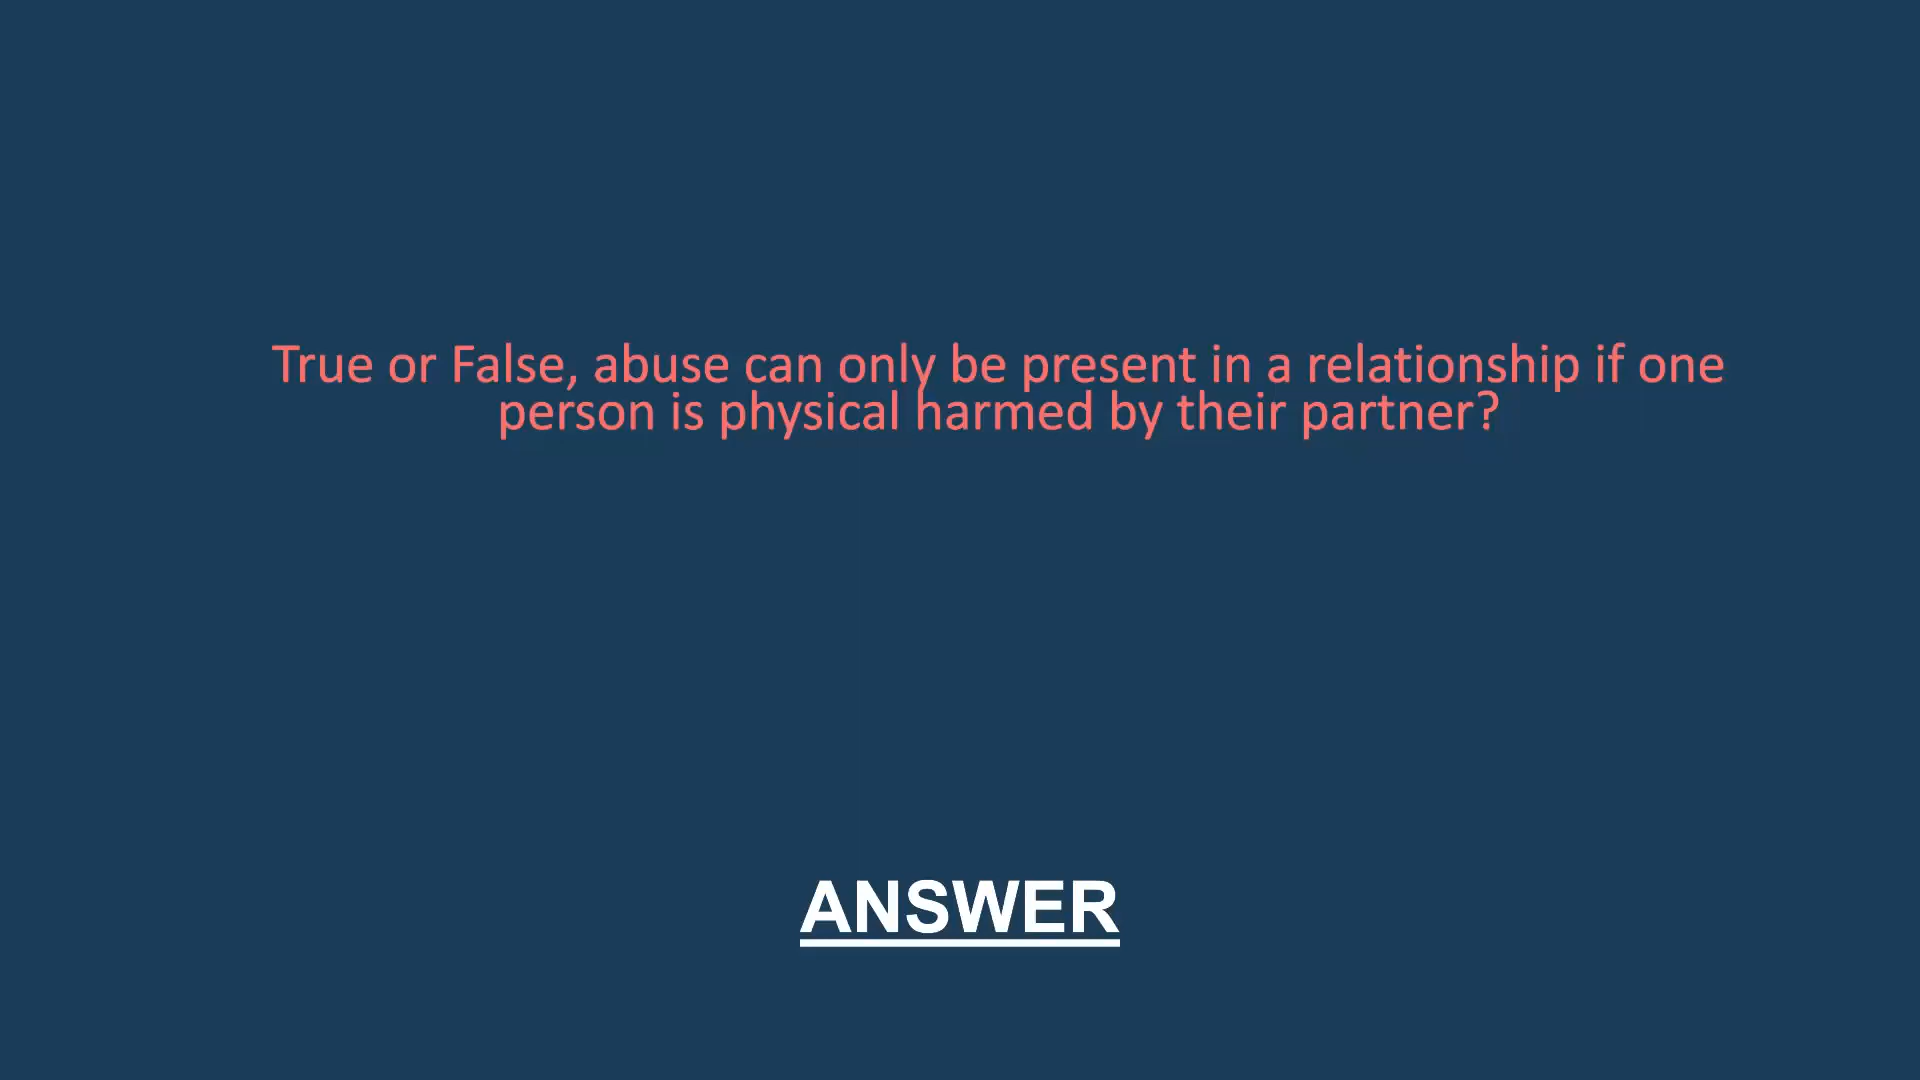 True or False, abuse can only be present in a relationship if one
person is physical harmed by their partner?
ANSWER